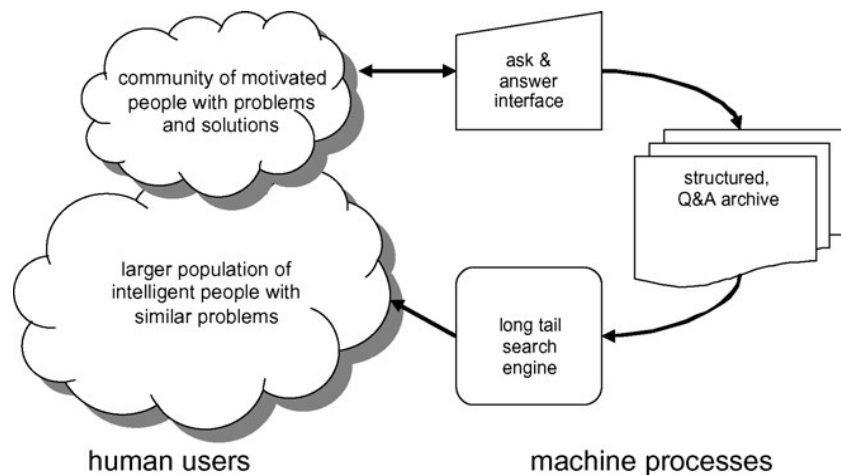 community of motivated
people with problems
and solutions
ask &
answer
interface
structured,
Q&A archive
larger population of
intelligent people with
similar problems
long tail
search
engine
human users
machine processes